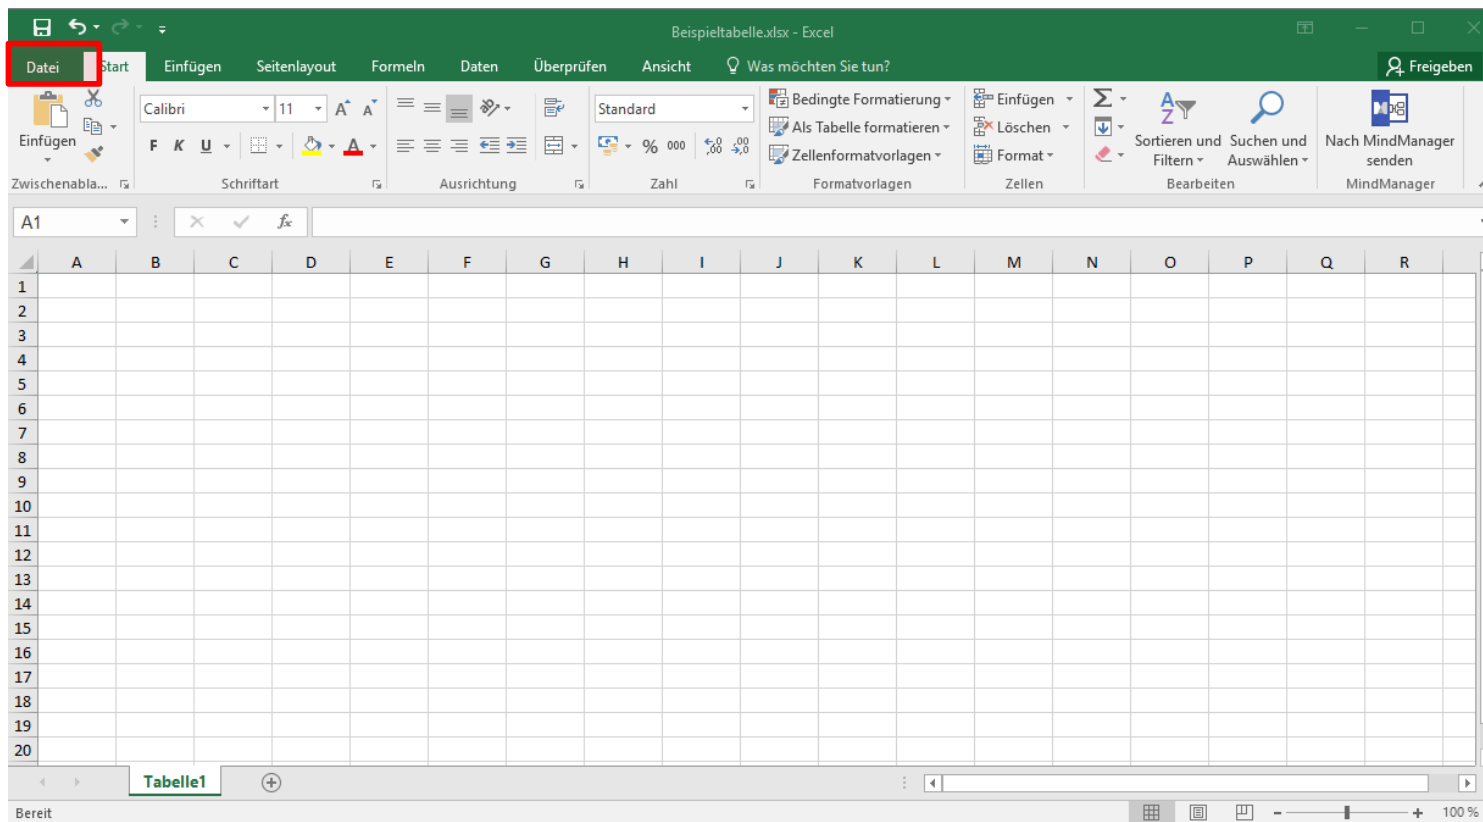 Beispieltabelle.xlsx - Excel
Datei Start Einfügen Seitenlayout Formeln Daten Überprüfen Ansicht Was möchten Sie tun? Freigeben
Einfügen
Calibri 11
F K U
Standard
% 000
Bedingte Formatierung
Als Tabelle formatieren
Zellenformatvorlagen
Einfügen
Löschen
Format
Sortieren und
Filtern
Suchen und
Auswählen
Nach MindManager
senden
Zwischenabla... Schriftart Ausrichtung Zahl Formatvorlagen Zellen Bearbeiten MindManager
A1 fx
A B C D E F G H I J K L M N O P Q R
1
2
3
4
5
6
7
8
9
10
11
12
13
14
15
16
17
18
19
20
Tabelle1
Bereit 100 %